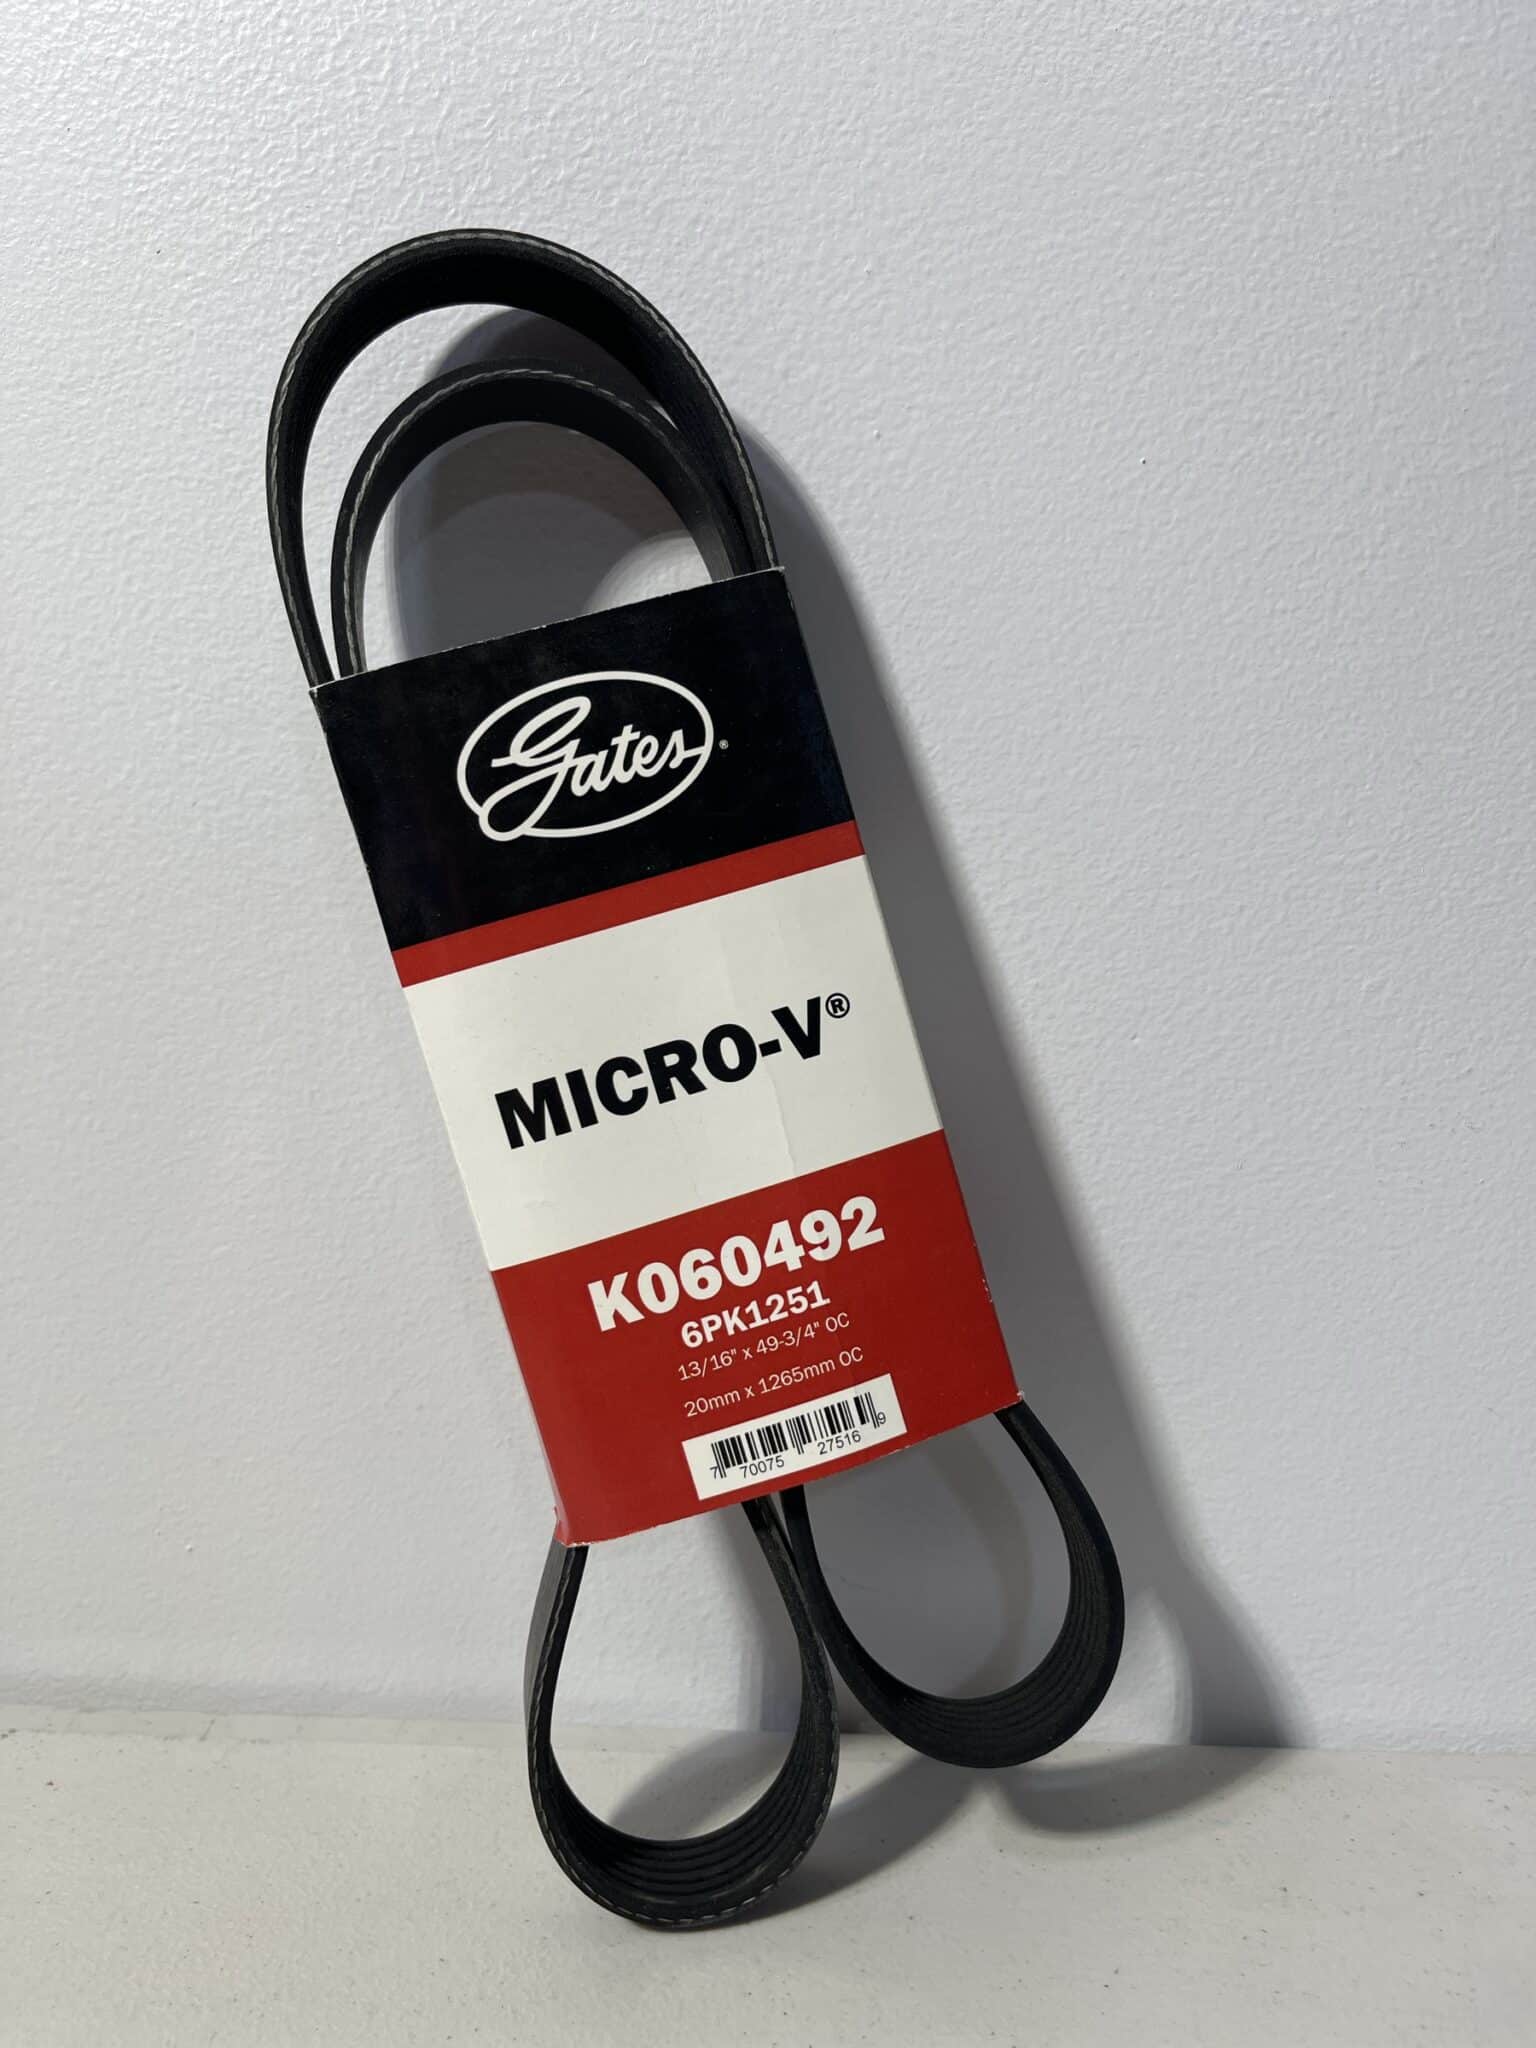 Gates®
MICRO-V®
K060492
6PK1251
13/16" x 49-3/4" OC
20mm x 1265mm OC
7 70075 27516 9